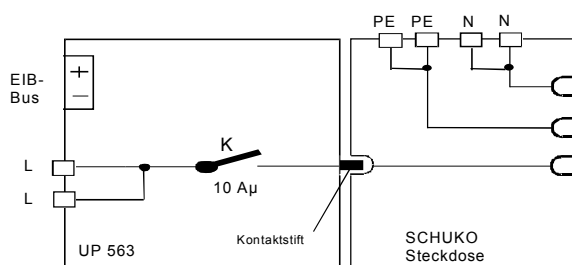 PE PE N N
EIB-
Bus
+
–
L
K
10 Aµ
L
Kontaktstift
UP 563
SCHUKO
Steckdose